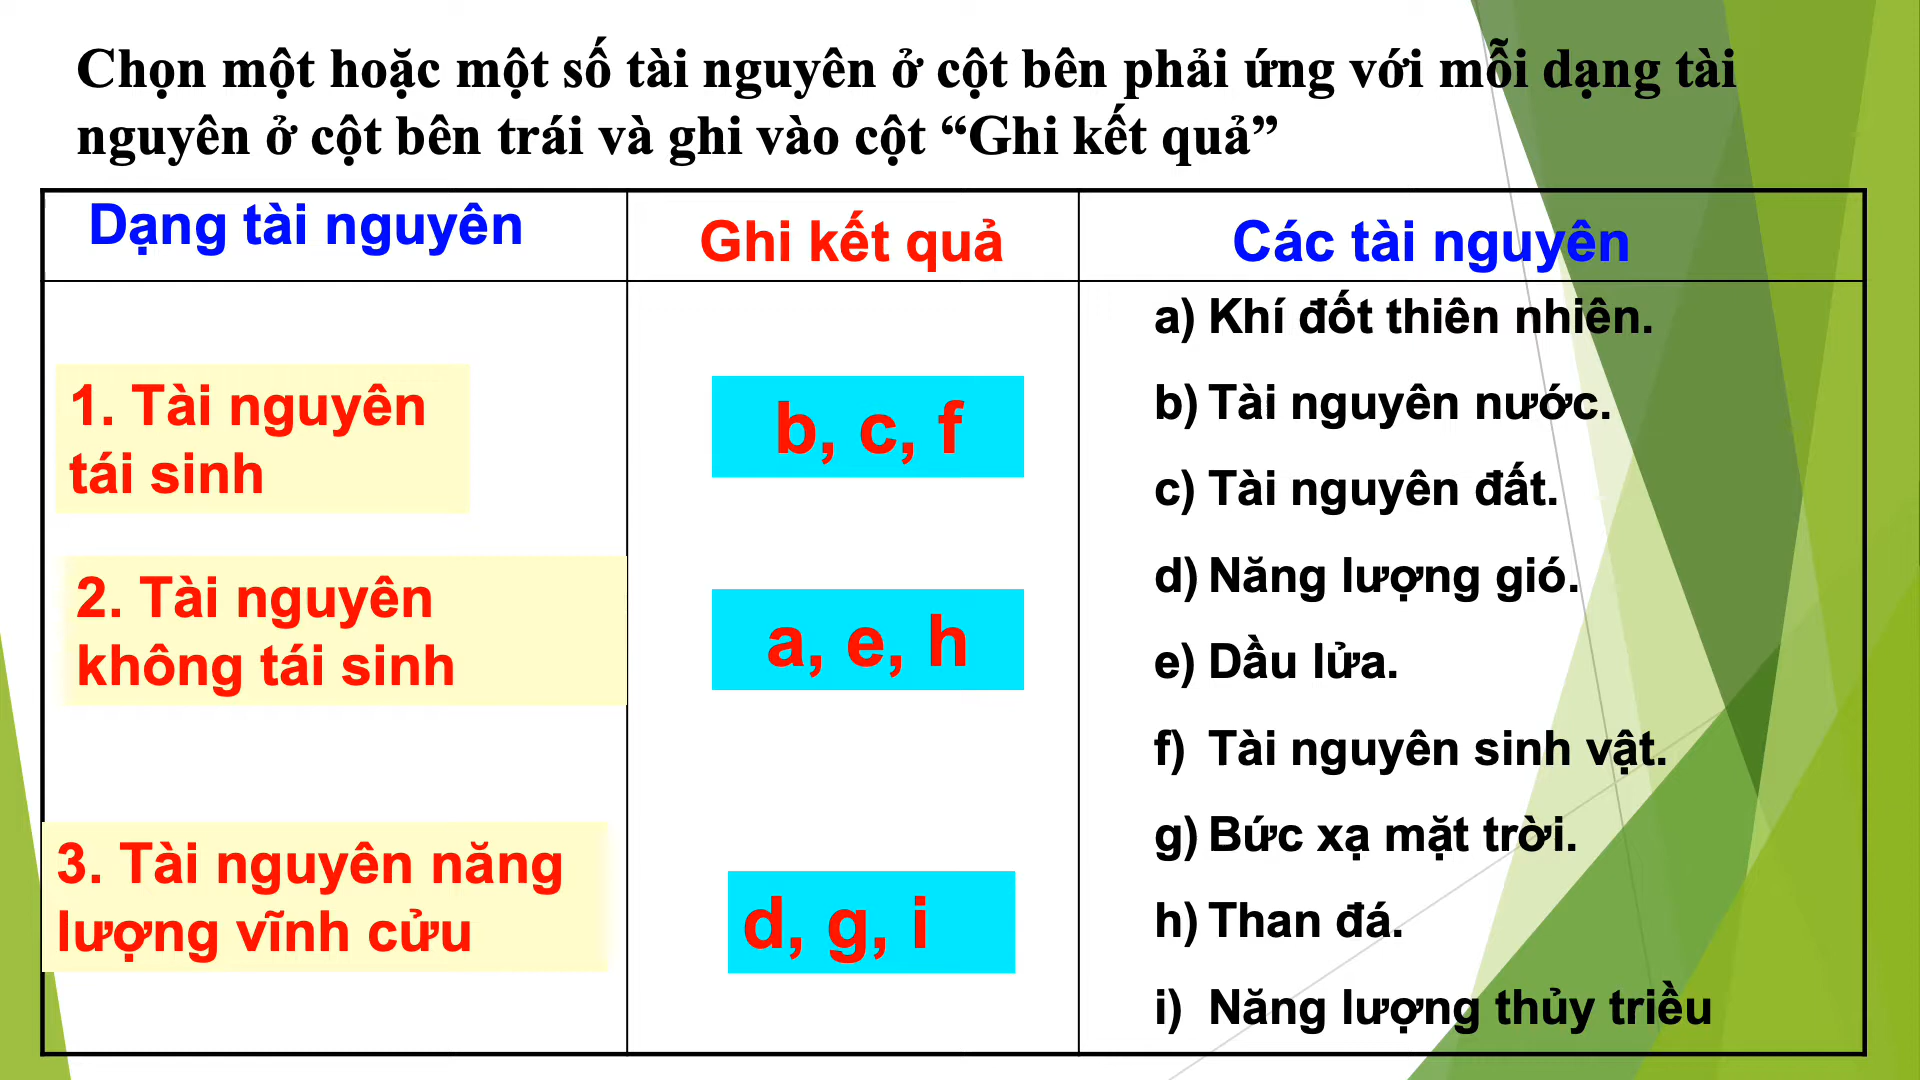 Chọn một hoặc một số tài nguyên ở cột bên phải ứng với mỗi dạng tài
nguyên ở cột bên trái và ghi vào cột “Ghi kết quả”
Dạng tài nguyên
Ghi kết quả
Các tài nguyên
1. Tài nguyên
tái sinh
b, c, f
2. Tài nguyên
không tái sinh
a, e, h
3. Tài nguyên năng
lượng vĩnh cửu
d, g, i
a) Khí đốt thiên nhiên.
b) Tài nguyên nước.
c) Tài nguyên đất.
d) Năng lượng gió.
e) Dầu lửa.
f) Tài nguyên sinh vật.
g) Bức xạ mặt trời.
h) Than đá.
i) Năng lượng thủy triều